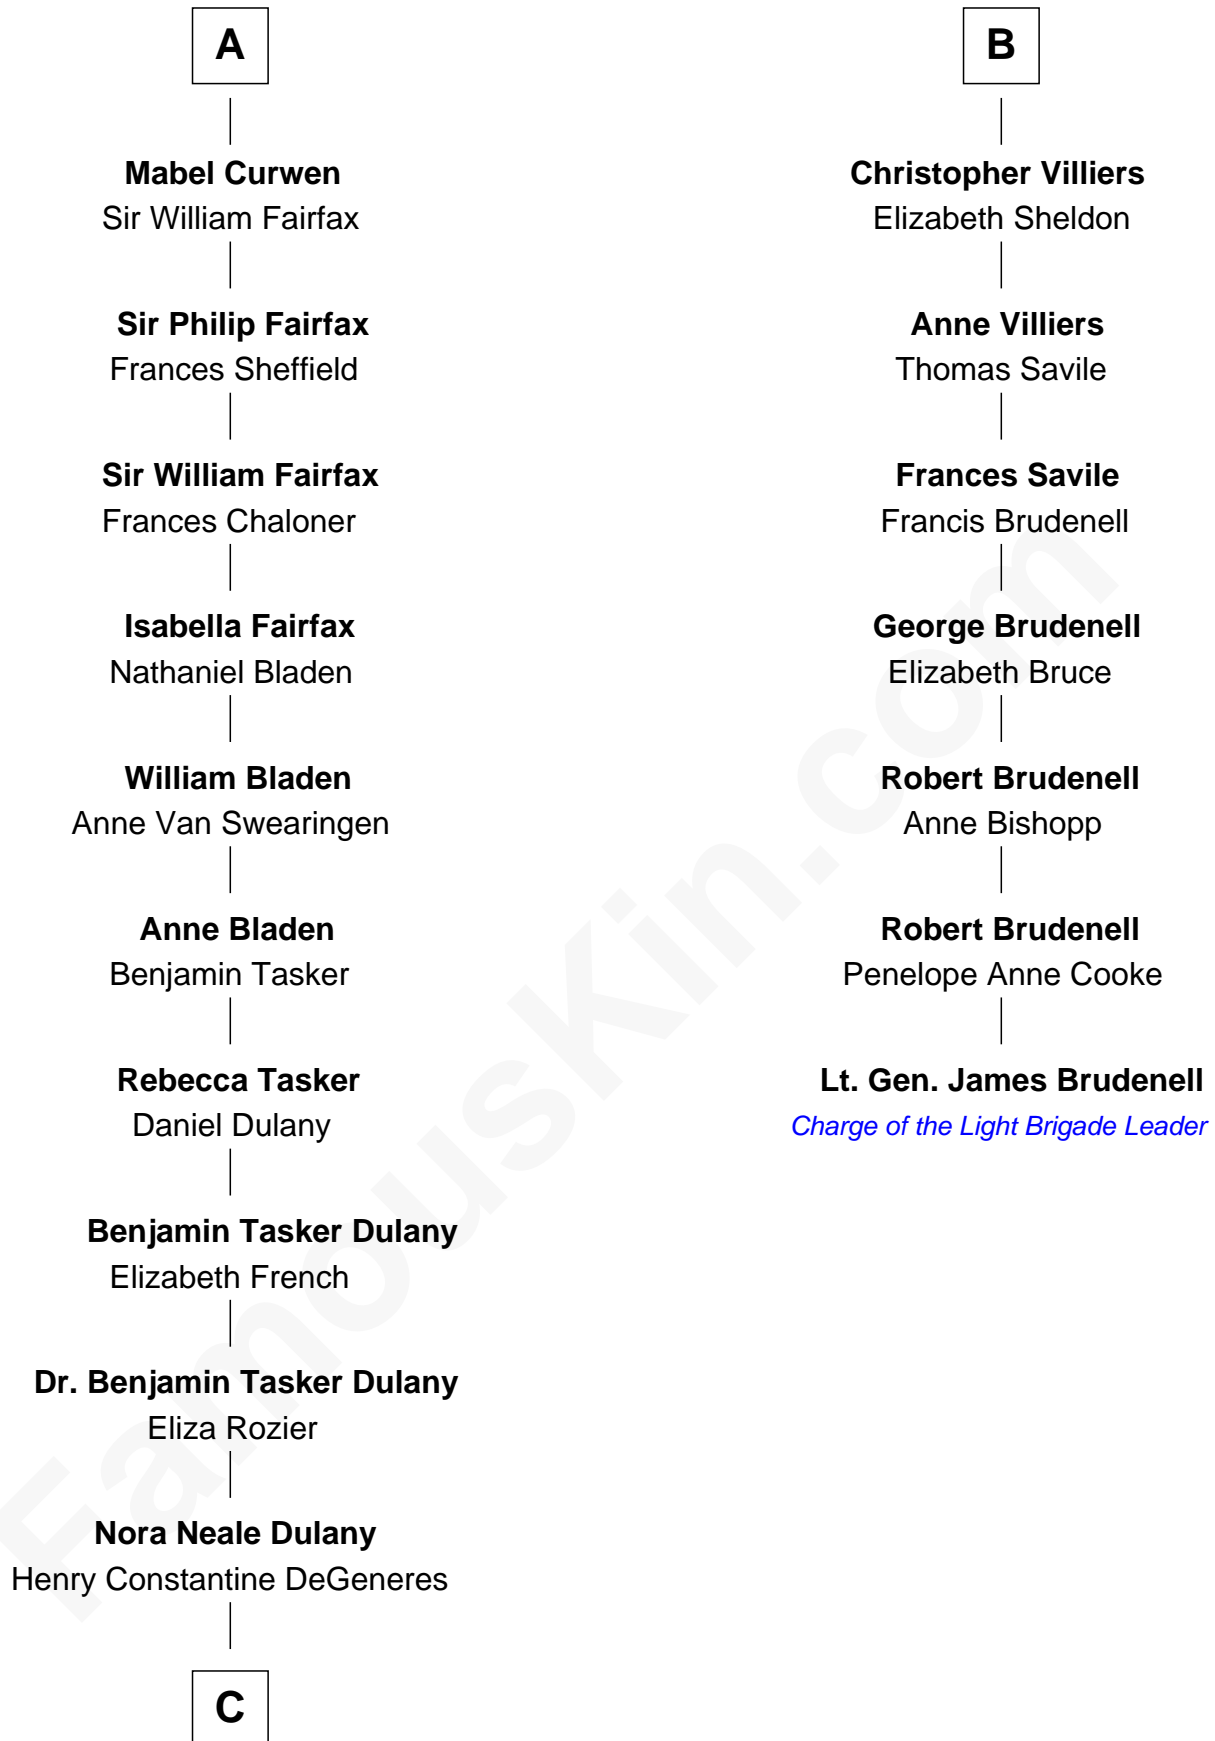 A
Mabel Curwen
Sir William Fairfax
Sir Philip Fairfax
Frances Sheffield
Sir William Fairfax
Frances Chaloner
Isabella Fairfax
Nathaniel Bladen
William Bladen
Anne Van Swearingen
Anne Bladen
Benjamin Tasker
Rebecca Tasker
Daniel Dulany
Benjamin Tasker Dulany
Elizabeth French
Dr. Benjamin Tasker Dulany
Eliza Rozier
Nora Neale Dulany
Henry Constantine DeGeneres
C
B
Christopher Villiers
Elizabeth Sheldon
Anne Villiers
Thomas Savile
Frances Savile
Francis Brudenell
George Brudenell
Elizabeth Bruce
Robert Brudenell
Anne Bishopp
Robert Brudenell
Penelope Anne Cooke
Lt. Gen. James Brudenell
Charge of the Light Brigade Leader
FamousKin.com